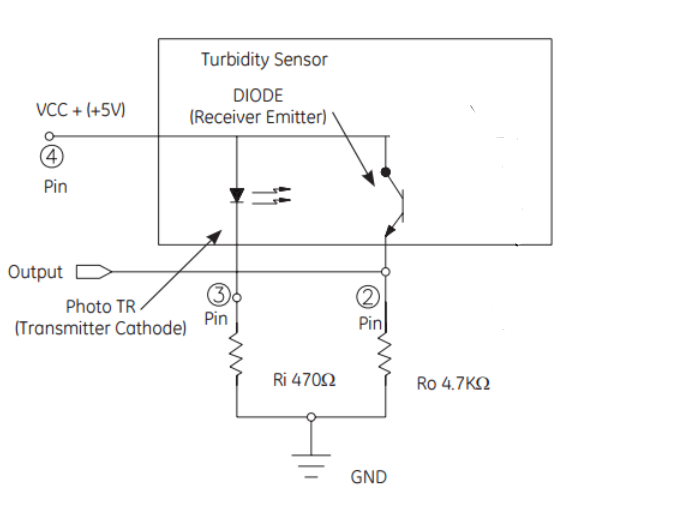 Turbidity Sensor
DIODE
(Receiver Emitter)
VCC + (+5V)
4
Pin
Output
Photo TR
(Transmitter Cathode)
3
Pin
2
Pin
Ri 470Ω
Ro 4.7KΩ
GND